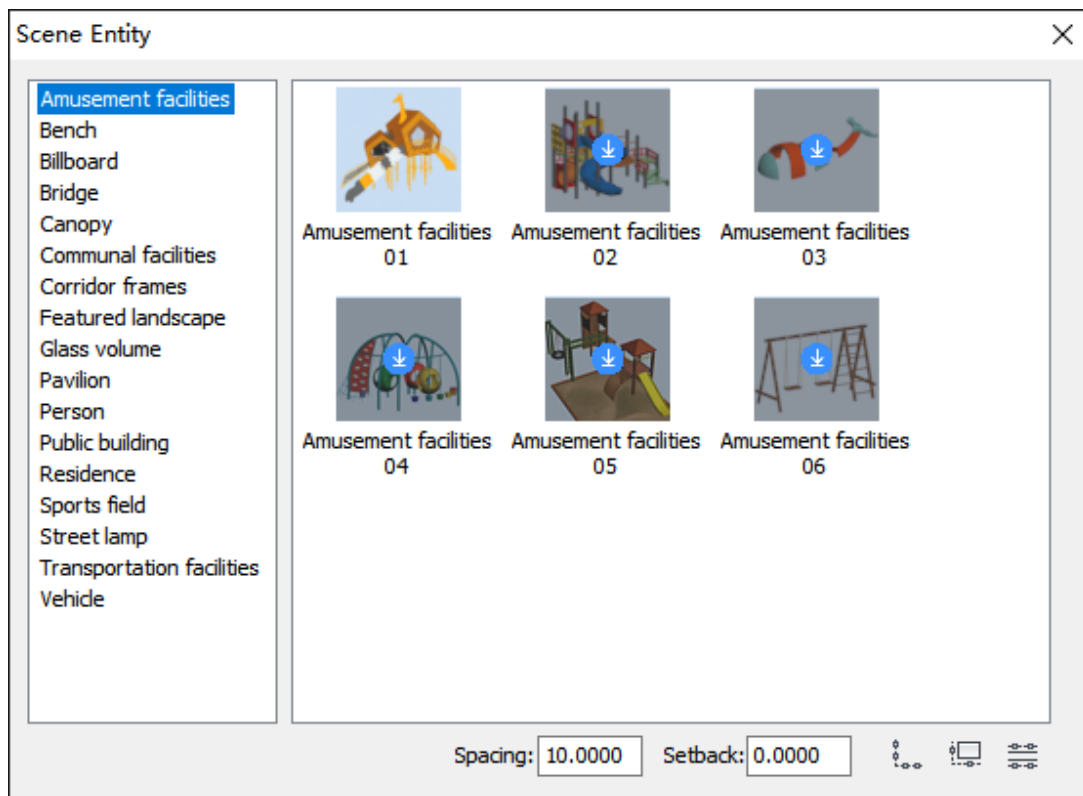 Scene Entity
Amusement facilities
Bench
Billboard
Bridge
Canopy
Communal facilities
Corridor frames
Featured landscape
Glass volume
Pavilion
Person
Public building
Residence
Sports field
Street lamp
Transportation facilities
Vehicle
Amusement facilities
01
Amusement facilities
02
Amusement facilities
03
Amusement facilities
04
Amusement facilities
05
Amusement facilities
06
Spacing: 10.0000 Setback: 0.0000